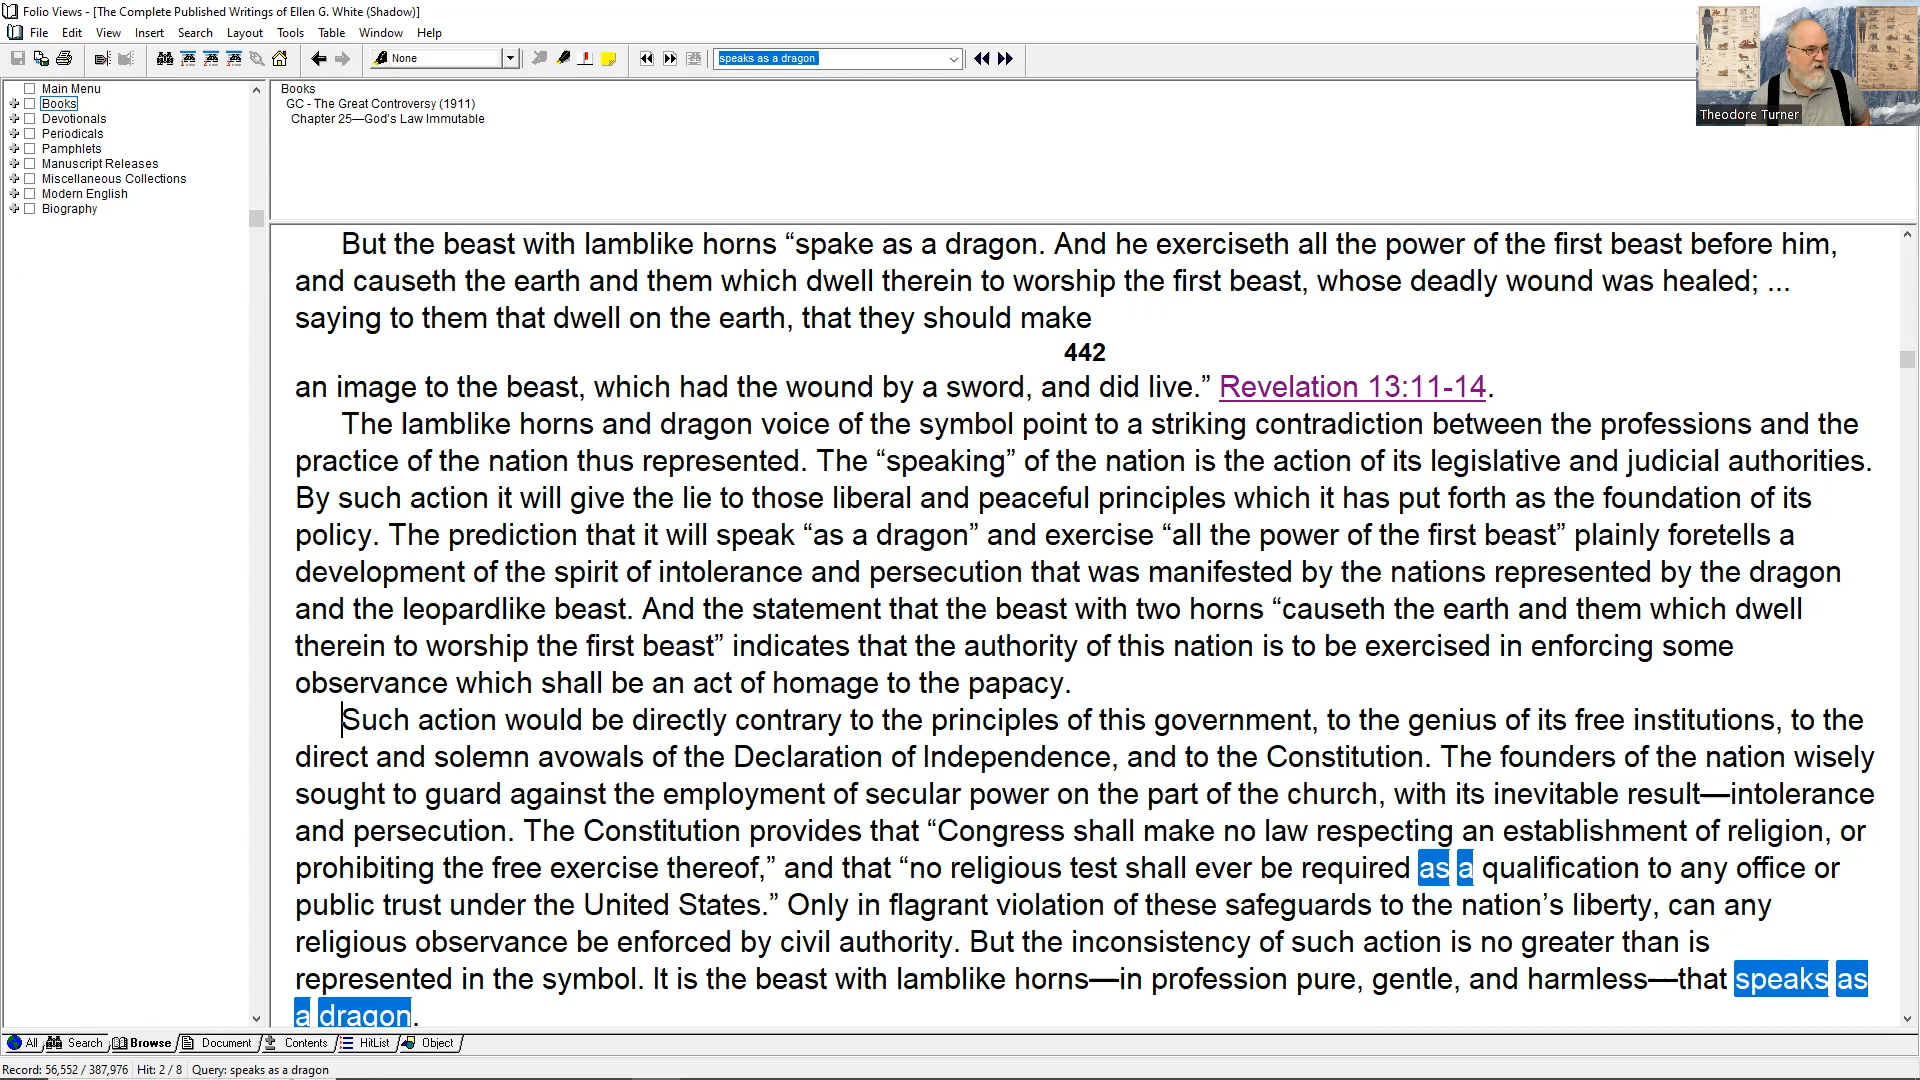 Folio Views - [The Complete Published Writings of Ellen G. White (Shadow)]
File Edit View Insert Search Layout Tools Table Window Help
None
speaks as a dragon
Theodore Turner
Main Menu
Books
Devotionals
Periodicals
Pamphlets
Manuscript Releases
Miscellaneous Collections
Modern English
Biography
Books
GC - The Great Controversy (1911)
Chapter 25—God's Law Immutable
But the beast with lamblike horns “spake as a dragon. And he exerciseth all the power of the first beast before him,
and causeth the earth and them which dwell therein to worship the first beast, whose deadly wound was healed; ...
saying to them that dwell on the earth, that they should make
442
an image to the beast, which had the wound by a sword, and did live.” Revelation 13:11-14.
The lamblike horns and dragon voice of the symbol point to a striking contradiction between the professions and the
practice of the nation thus represented. The “speaking” of the nation is the action of its legislative and judicial authorities.
By such action it will give the lie to those liberal and peaceful principles which it has put forth as the foundation of its
policy. The prediction that it will speak “as a dragon” and exercise “all the power of the first beast” plainly foretells a
development of the spirit of intolerance and persecution that was manifested by the nations represented by the dragon
and the leopardlike beast. And the statement that the beast with two horns “causeth the earth and them which dwell
therein to worship the first beast” indicates that the authority of this nation is to be exercised in enforcing some
observance which shall be an act of homage to the papacy.
Such action would be directly contrary to the principles of this government, to the genius of its free institutions, to the
direct and solemn avowals of the Declaration of Independence, and to the Constitution. The founders of the nation wisely
sought to guard against the employment of secular power on the part of the church, with its inevitable result—intolerance
and persecution. The Constitution provides that “Congress shall make no law respecting an establishment of religion, or
prohibiting the free exercise thereof,” and that “no religious test shall ever be required as a qualification to any office or
public trust under the United States.” Only in flagrant violation of these safeguards to the nation’s liberty, can any
religious observance be enforced by civil authority. But the inconsistency of such action is no greater than is
represented in the symbol. It is the beast with lamblike horns—in profession pure, gentle, and harmless—that speaks as
a dragon.
All Search Browse Document Contents HitList Object
Record: 56,552 / 387,976 Hit: 2 / 8 Query: speaks as a dragon